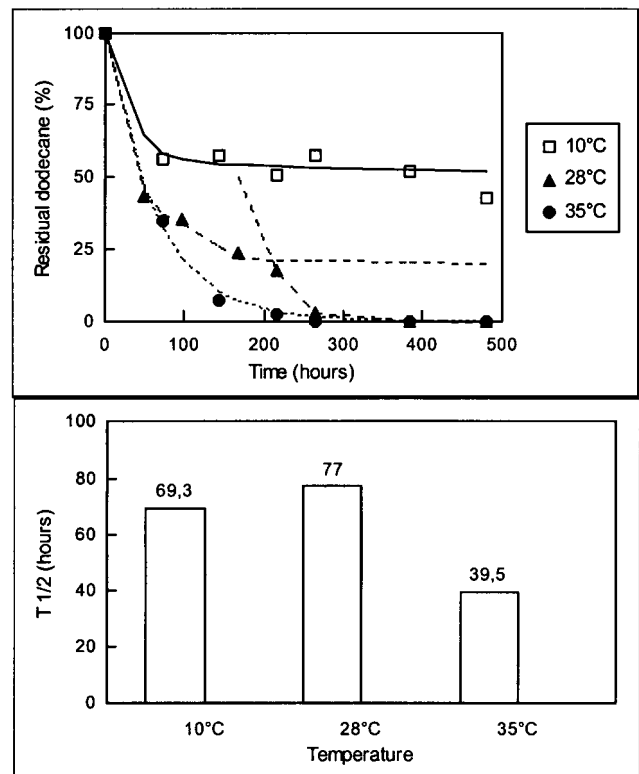 100
75
50
25
0
Residual dodecane (%)
0 100 200 300 400 500
Time (hours)
10°C
28°C
35°C
100
80
60
40
20
0
T 1/2 (hours)
69,3
77
39,5
10°C 28°C 35°C
Temperature